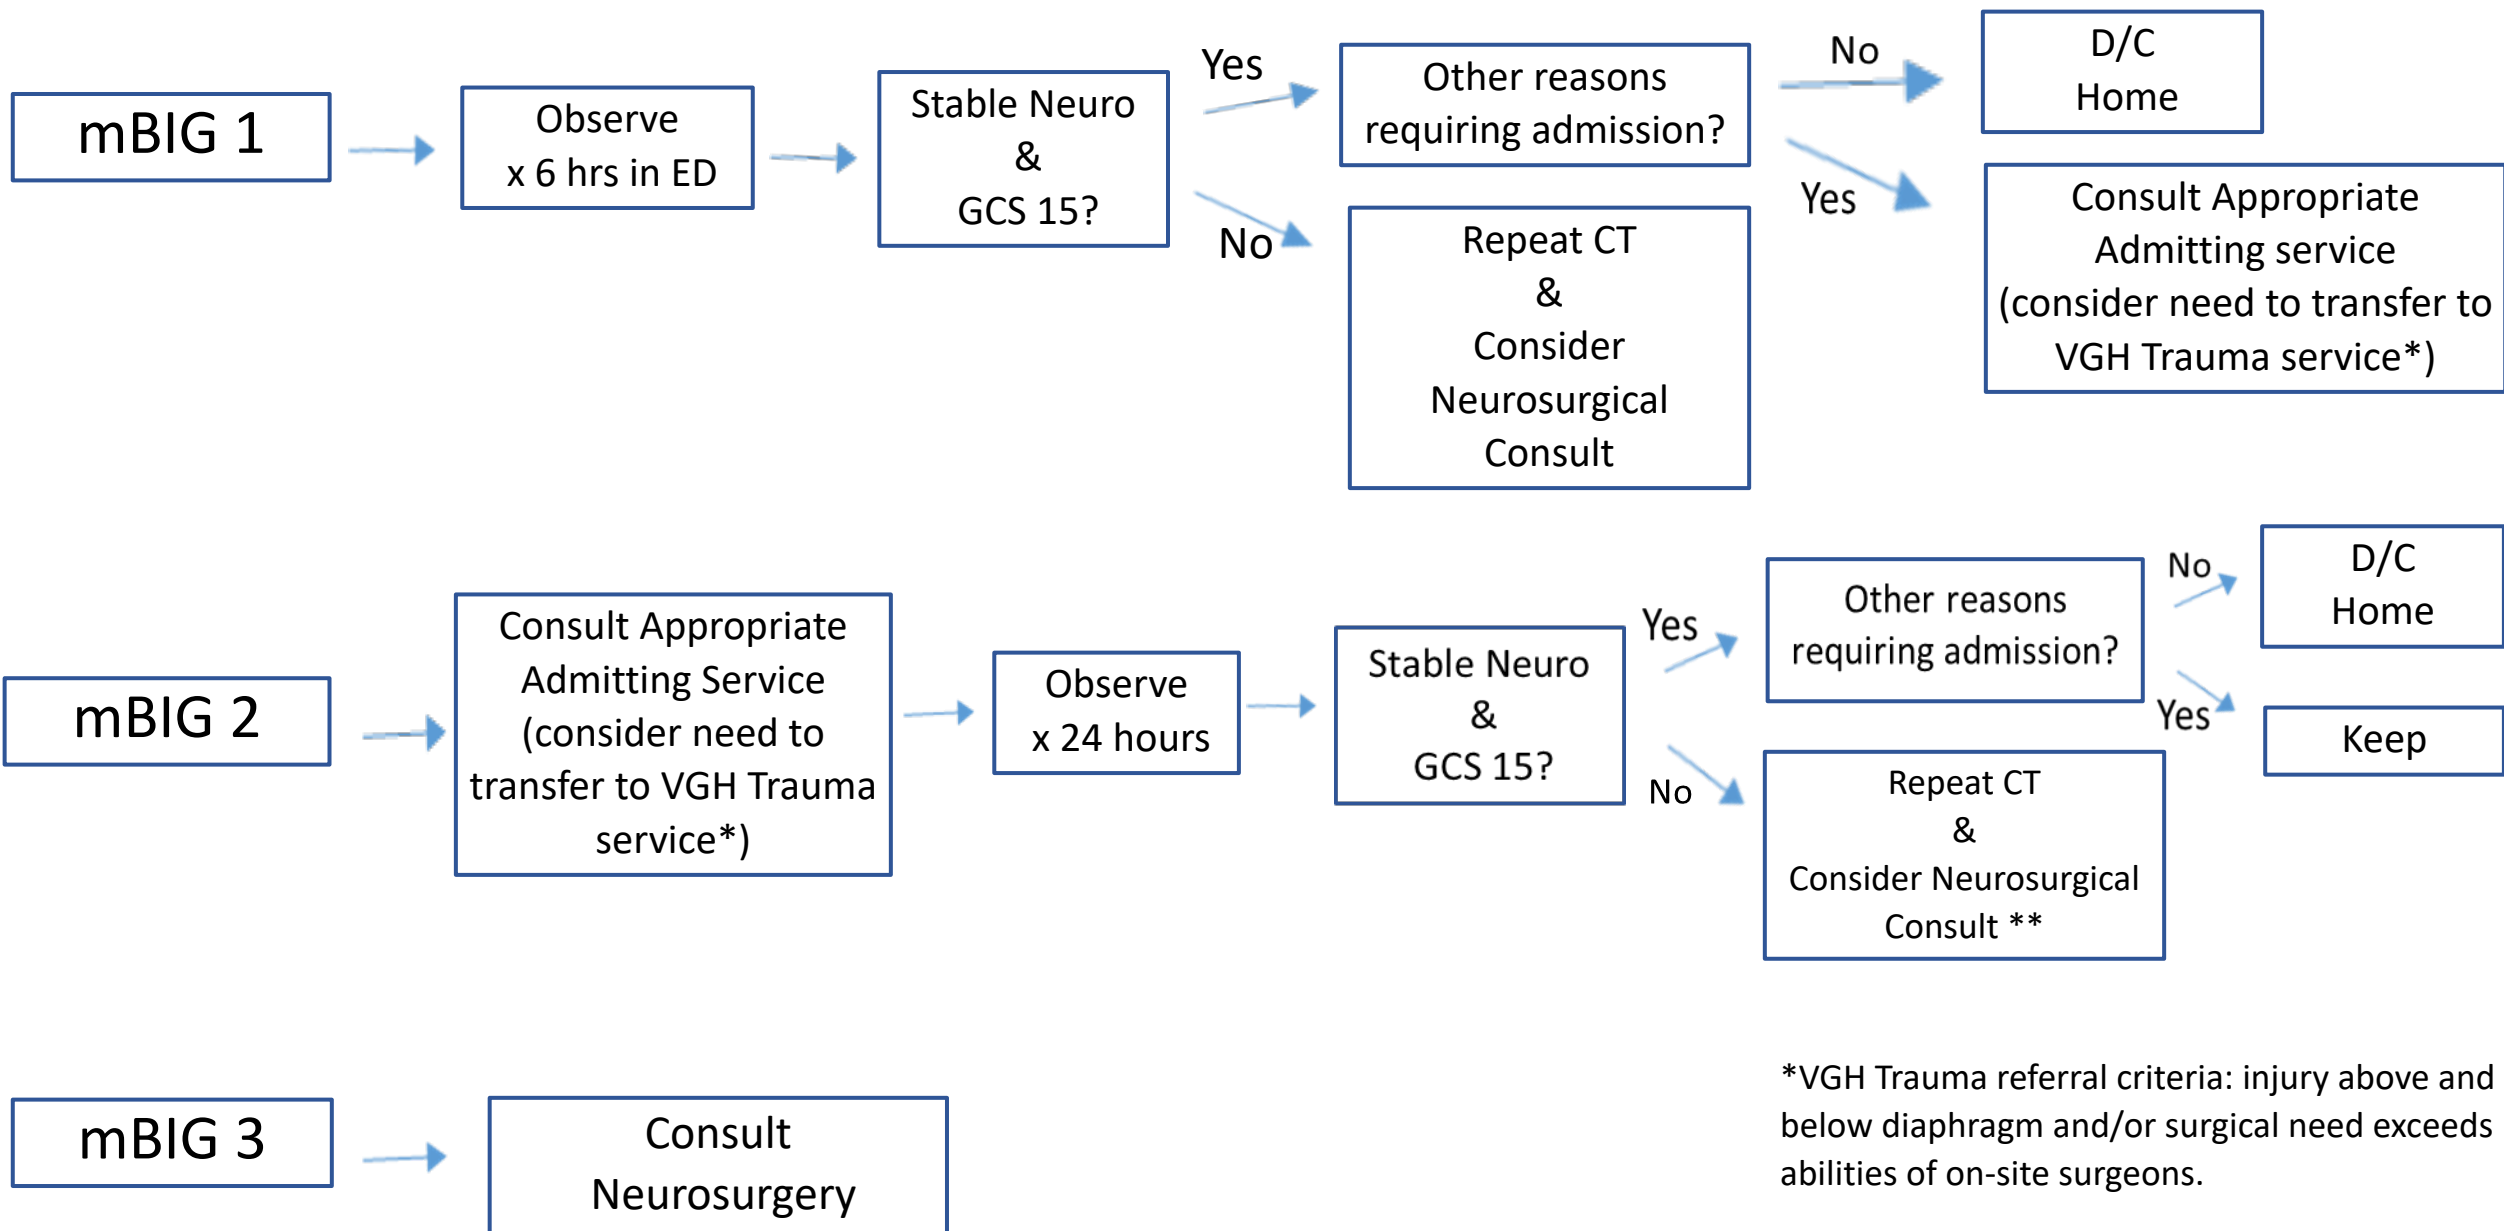 mBIG 1
Observe
x 6 hrs in ED
Stable Neuro
&
GCS 15?
Yes
No
Other reasons
requiring admission?
Repeat CT
&
Consider
Neurosurgical
Consult
No
Yes
D/C
Home
Consult Appropriate
Admitting service
(consider need to transfer to
VGH Trauma service*)
mBIG 2
Consult Appropriate
Admitting Service
(consider need to
transfer to VGH Trauma
service*)
Observe
x 24 hours
Stable Neuro
&
GCS 15?
Yes
No
Other reasons
requiring admission?
Repeat CT
&
Consider Neurosurgical
Consult **
No
Yes
D/C
Home
Keep
mBIG 3
Consult
Neurosurgery
*VGH Trauma referral criteria: injury above and
below diaphragm and/or surgical need exceeds
abilities of on-site surgeons.